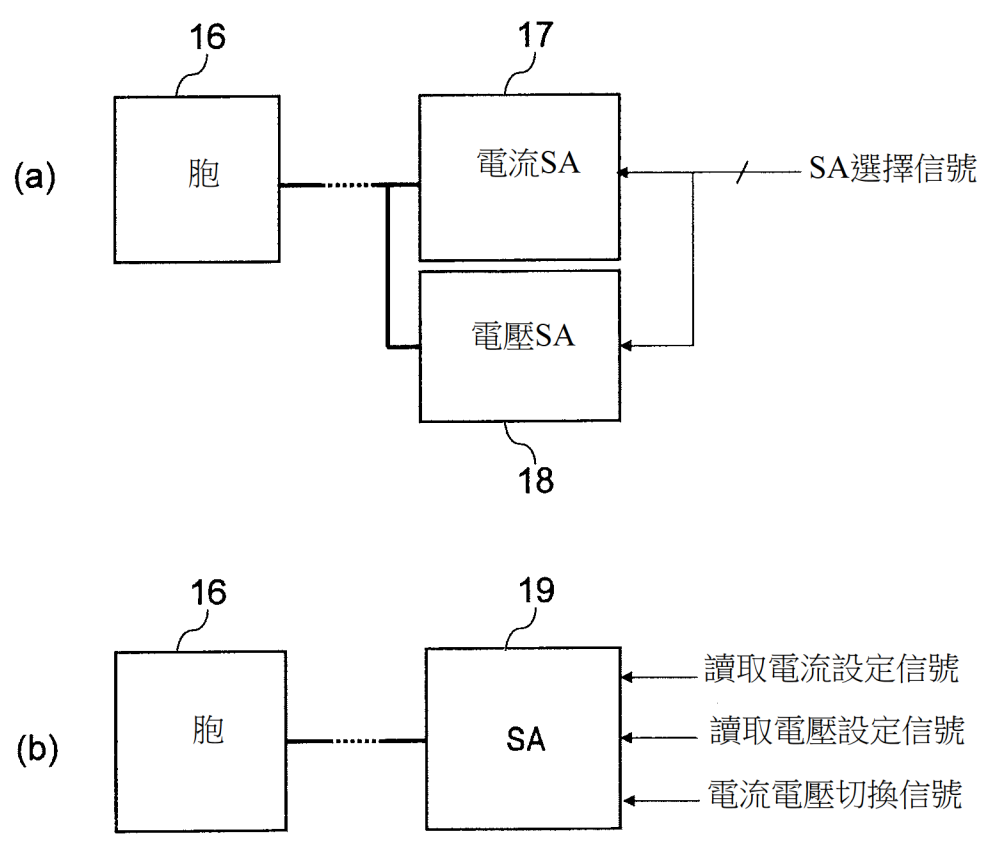 16
17
(a)
胞
電流SA
SA選擇信號
電壓SA
18
16
19
(b)
胞
SA
讀取電流設定信號
讀取電壓設定信號
電流電壓切換信號